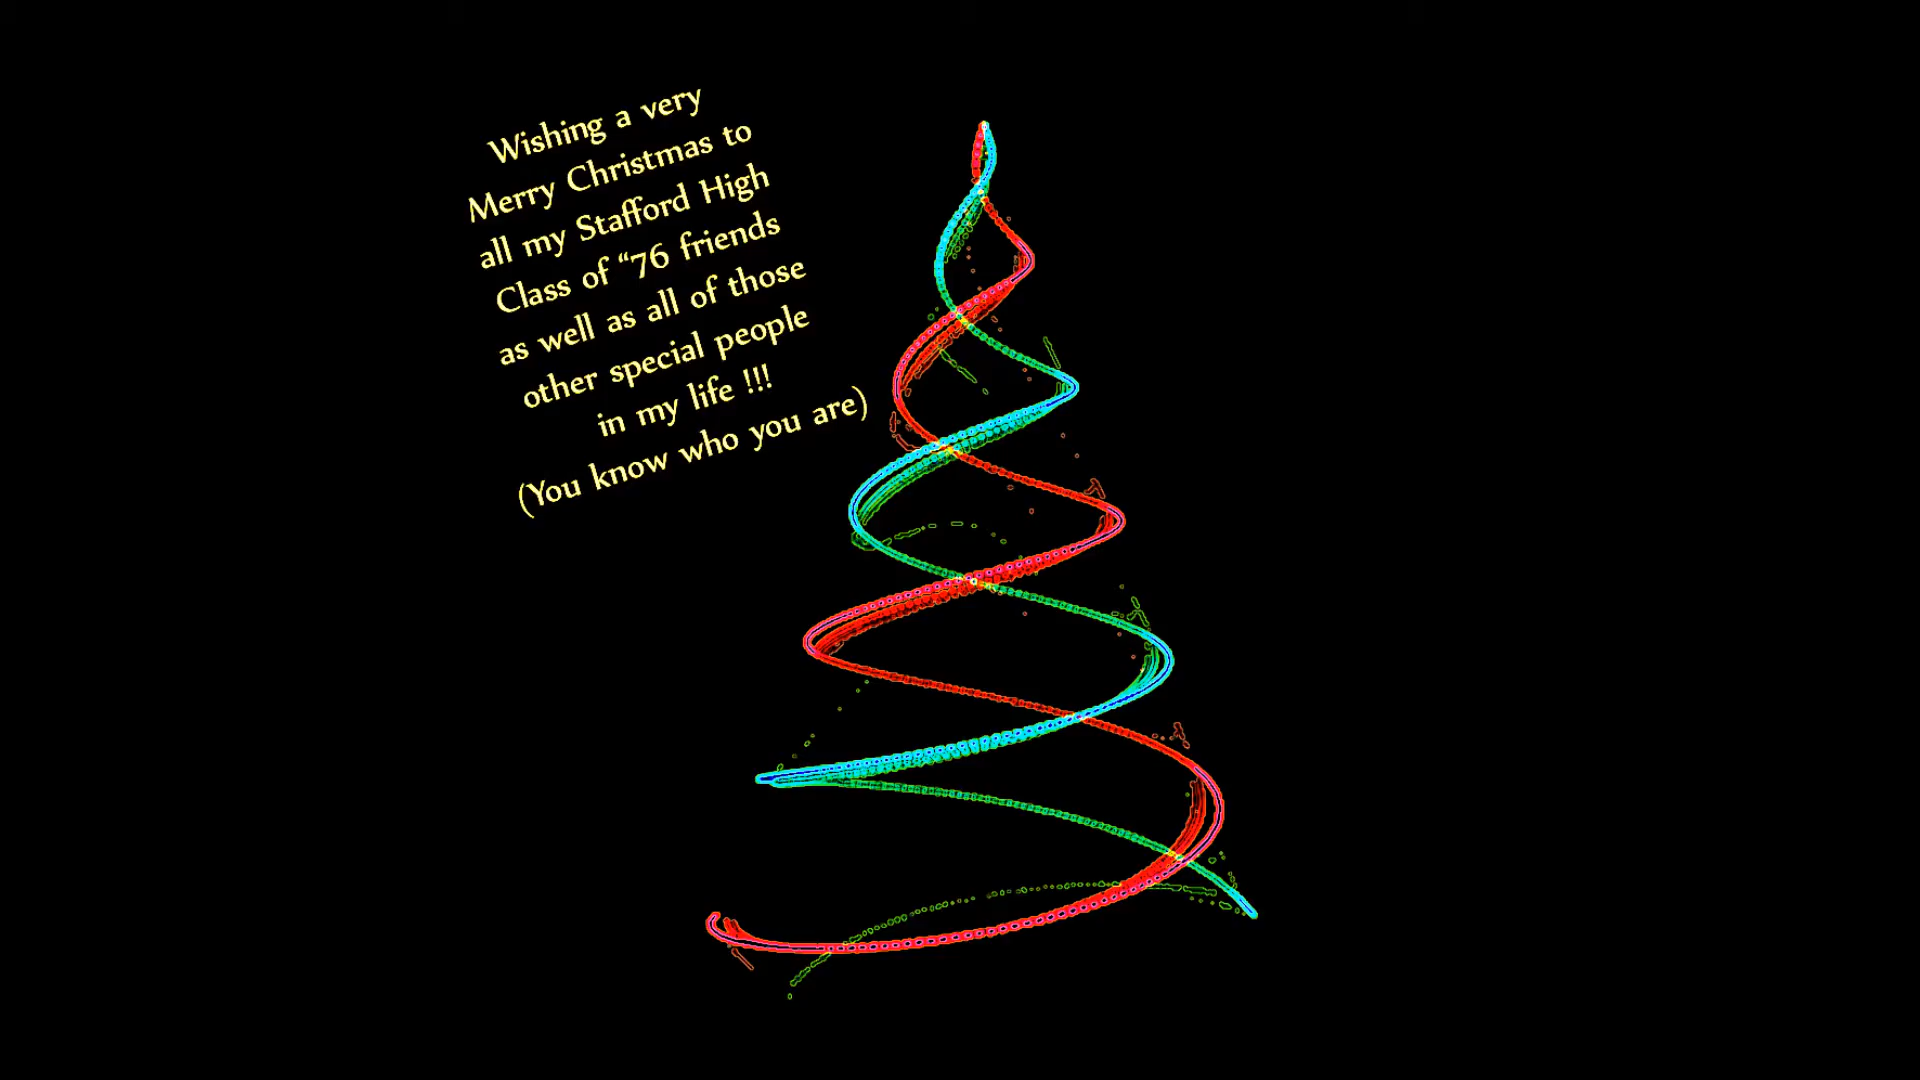 Wishing a very
Merry Christmas to
all my Stafford High
Class of “76 friends
as well as all of those
other special people
in my life !!!
(You know who you are)